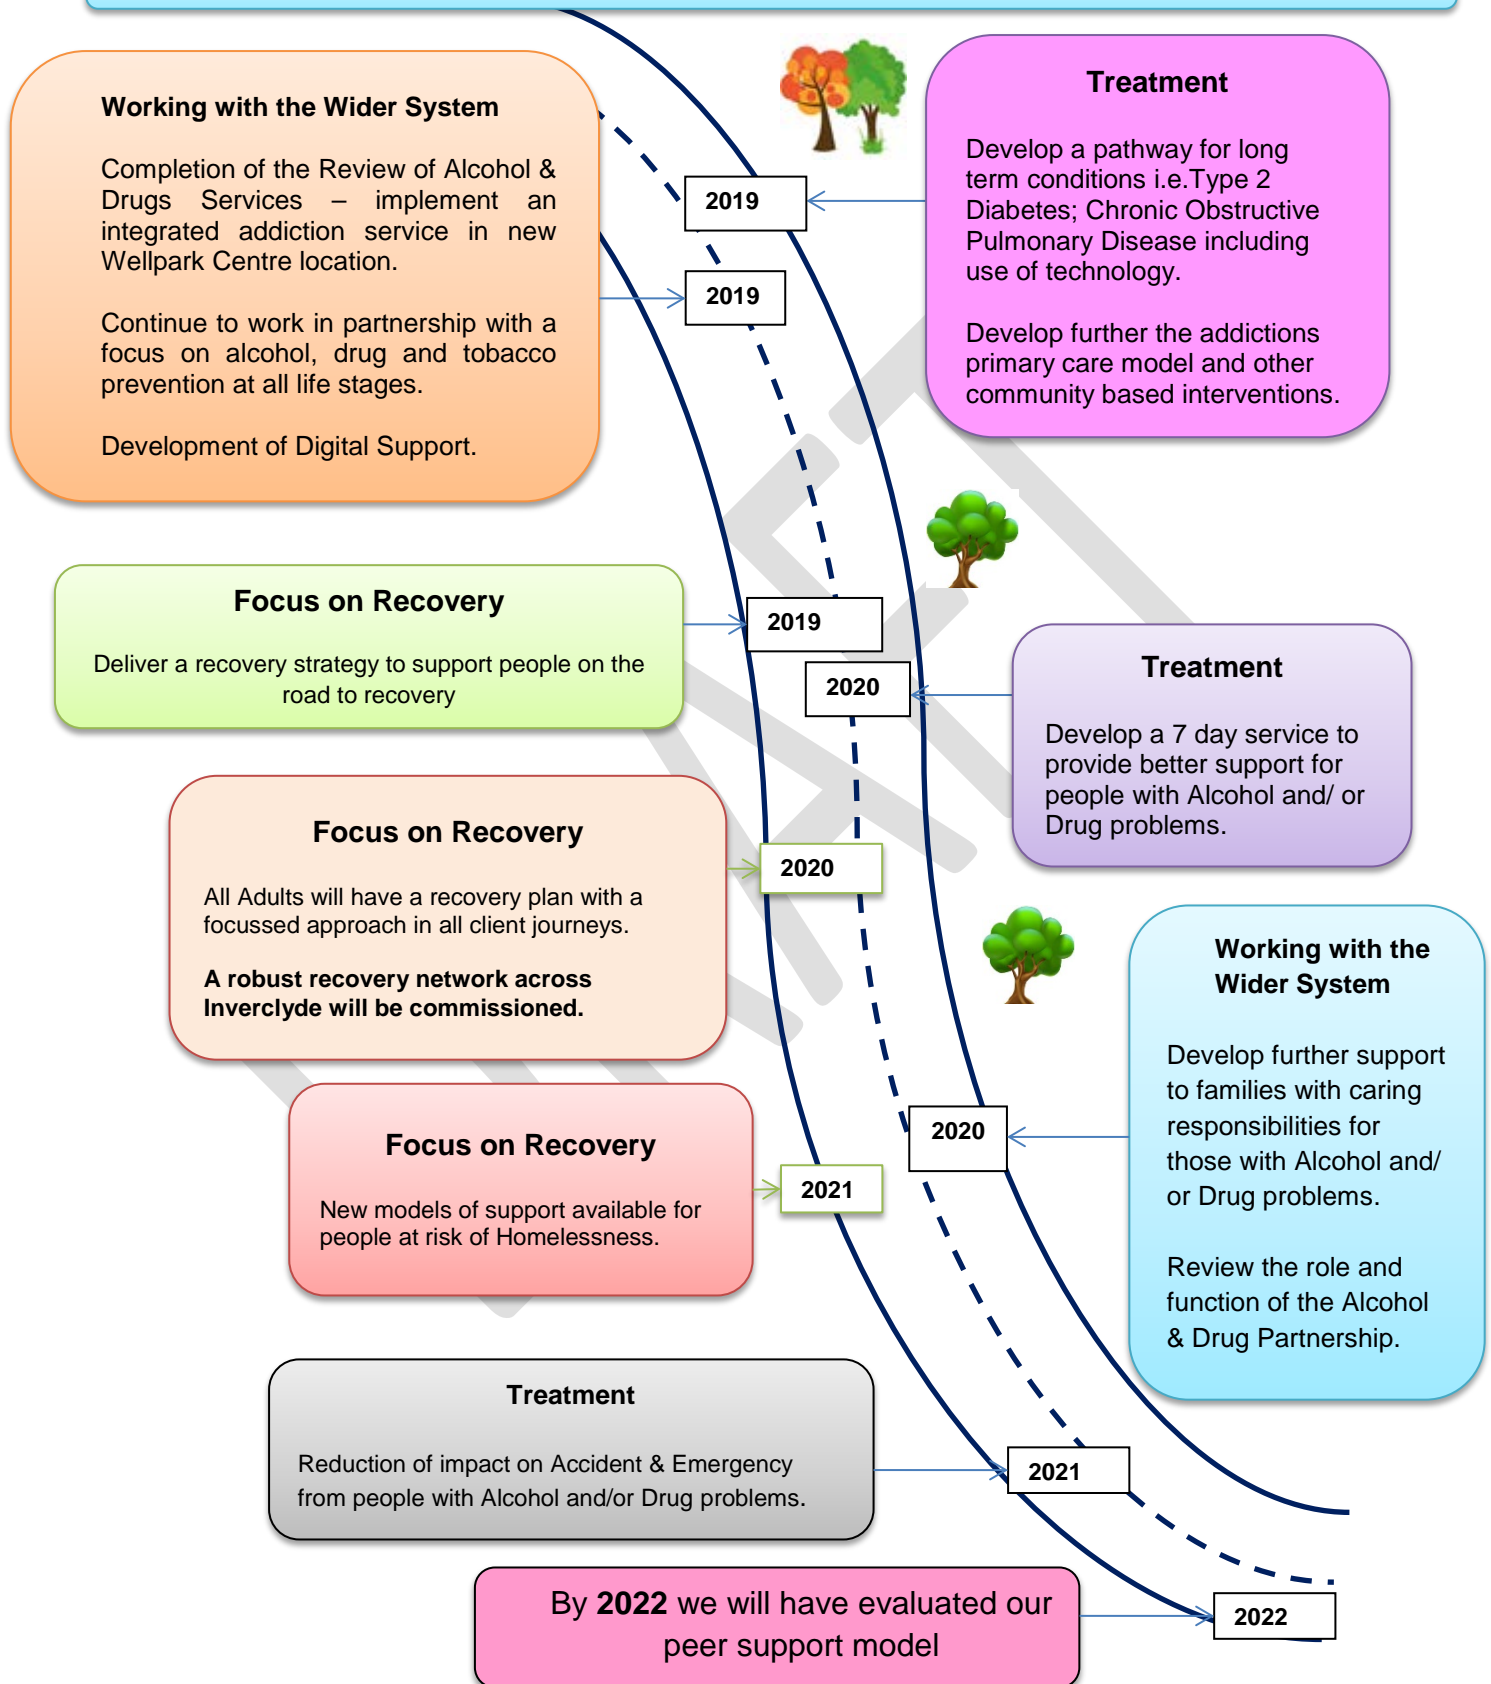 Working with the Wider System
Completion of the Review of Alcohol &
Drugs Services – implement an
integrated addiction service in new
Wellpark Centre location.
Continue to work in partnership with a
focus on alcohol, drug and tobacco
prevention at all life stages.
Development of Digital Support.
2019
2019
Treatment
Develop a pathway for long
term conditions i.e.Type 2
Diabetes; Chronic Obstructive
Pulmonary Disease including
use of technology.
Develop further the addictions
primary care model and other
community based interventions.
Focus on Recovery
Deliver a recovery strategy to support people on the
road to recovery
2019
2020
Treatment
Develop a 7 day service to
provide better support for
people with Alcohol and/ or
Drug problems.
Focus on Recovery
All Adults will have a recovery plan with a
focussed approach in all client journeys.
A robust recovery network across
Inverclyde will be commissioned.
2020
Working with the
Wider System
Develop further support
to families with caring
responsibilities for
those with Alcohol and/
or Drug problems.
Review the role and
function of the Alcohol
& Drug Partnership.
2020
Focus on Recovery
New models of support available for
people at risk of Homelessness.
2021
Treatment
Reduction of impact on Accident & Emergency
from people with Alcohol and/or Drug problems.
2021
By 2022 we will have evaluated our
peer support model
2022
DRAFT